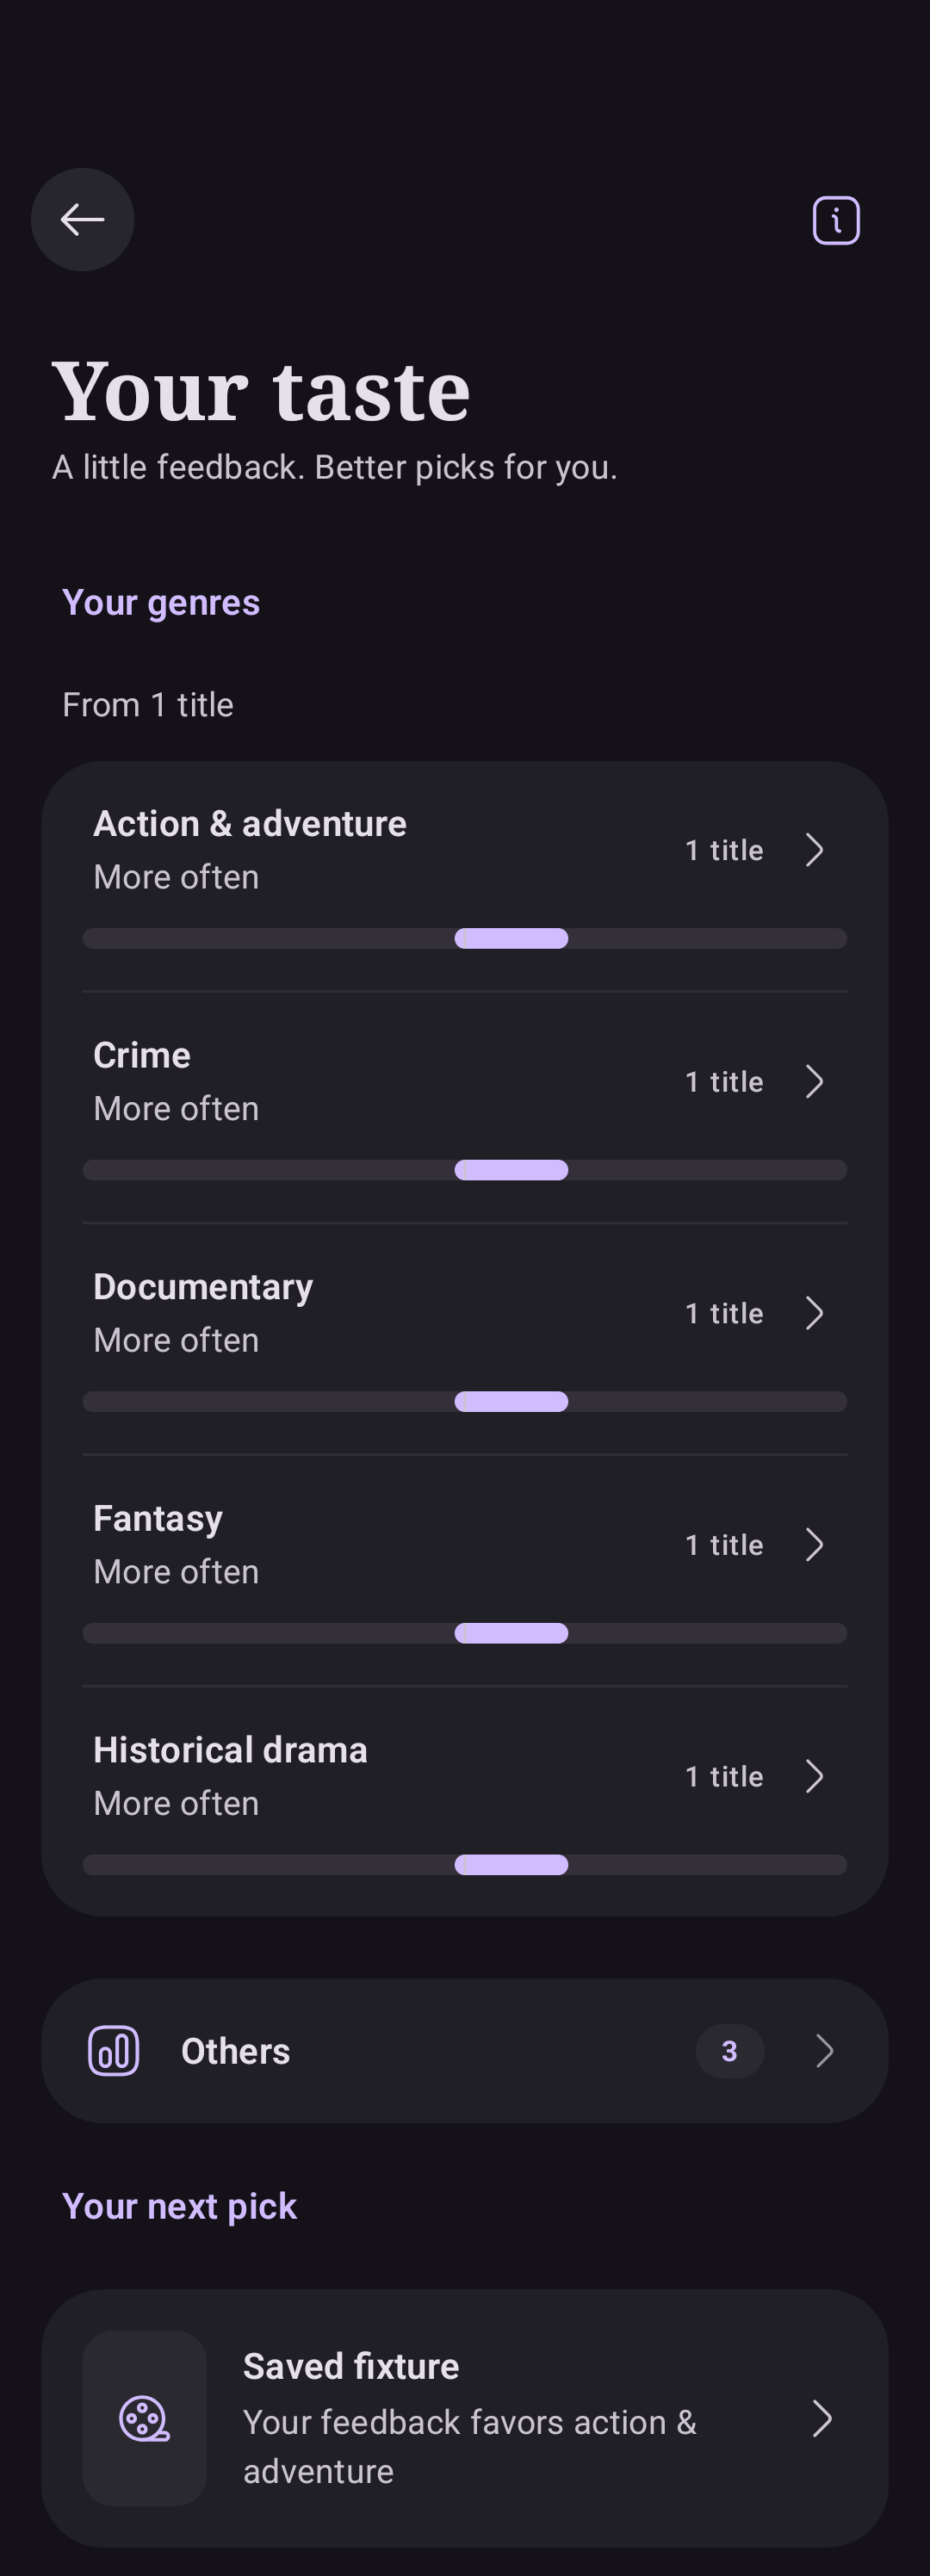 Your taste
A little feedback. Better picks for you.
Your genres
From 1 title
Action & adventure
More often
1 title
Crime
More often
1 title
Documentary
More often
1 title
Fantasy
More often
1 title
Historical drama
More often
1 title
Others
3
Your next pick
Saved fixture
Your feedback favors action &
adventure